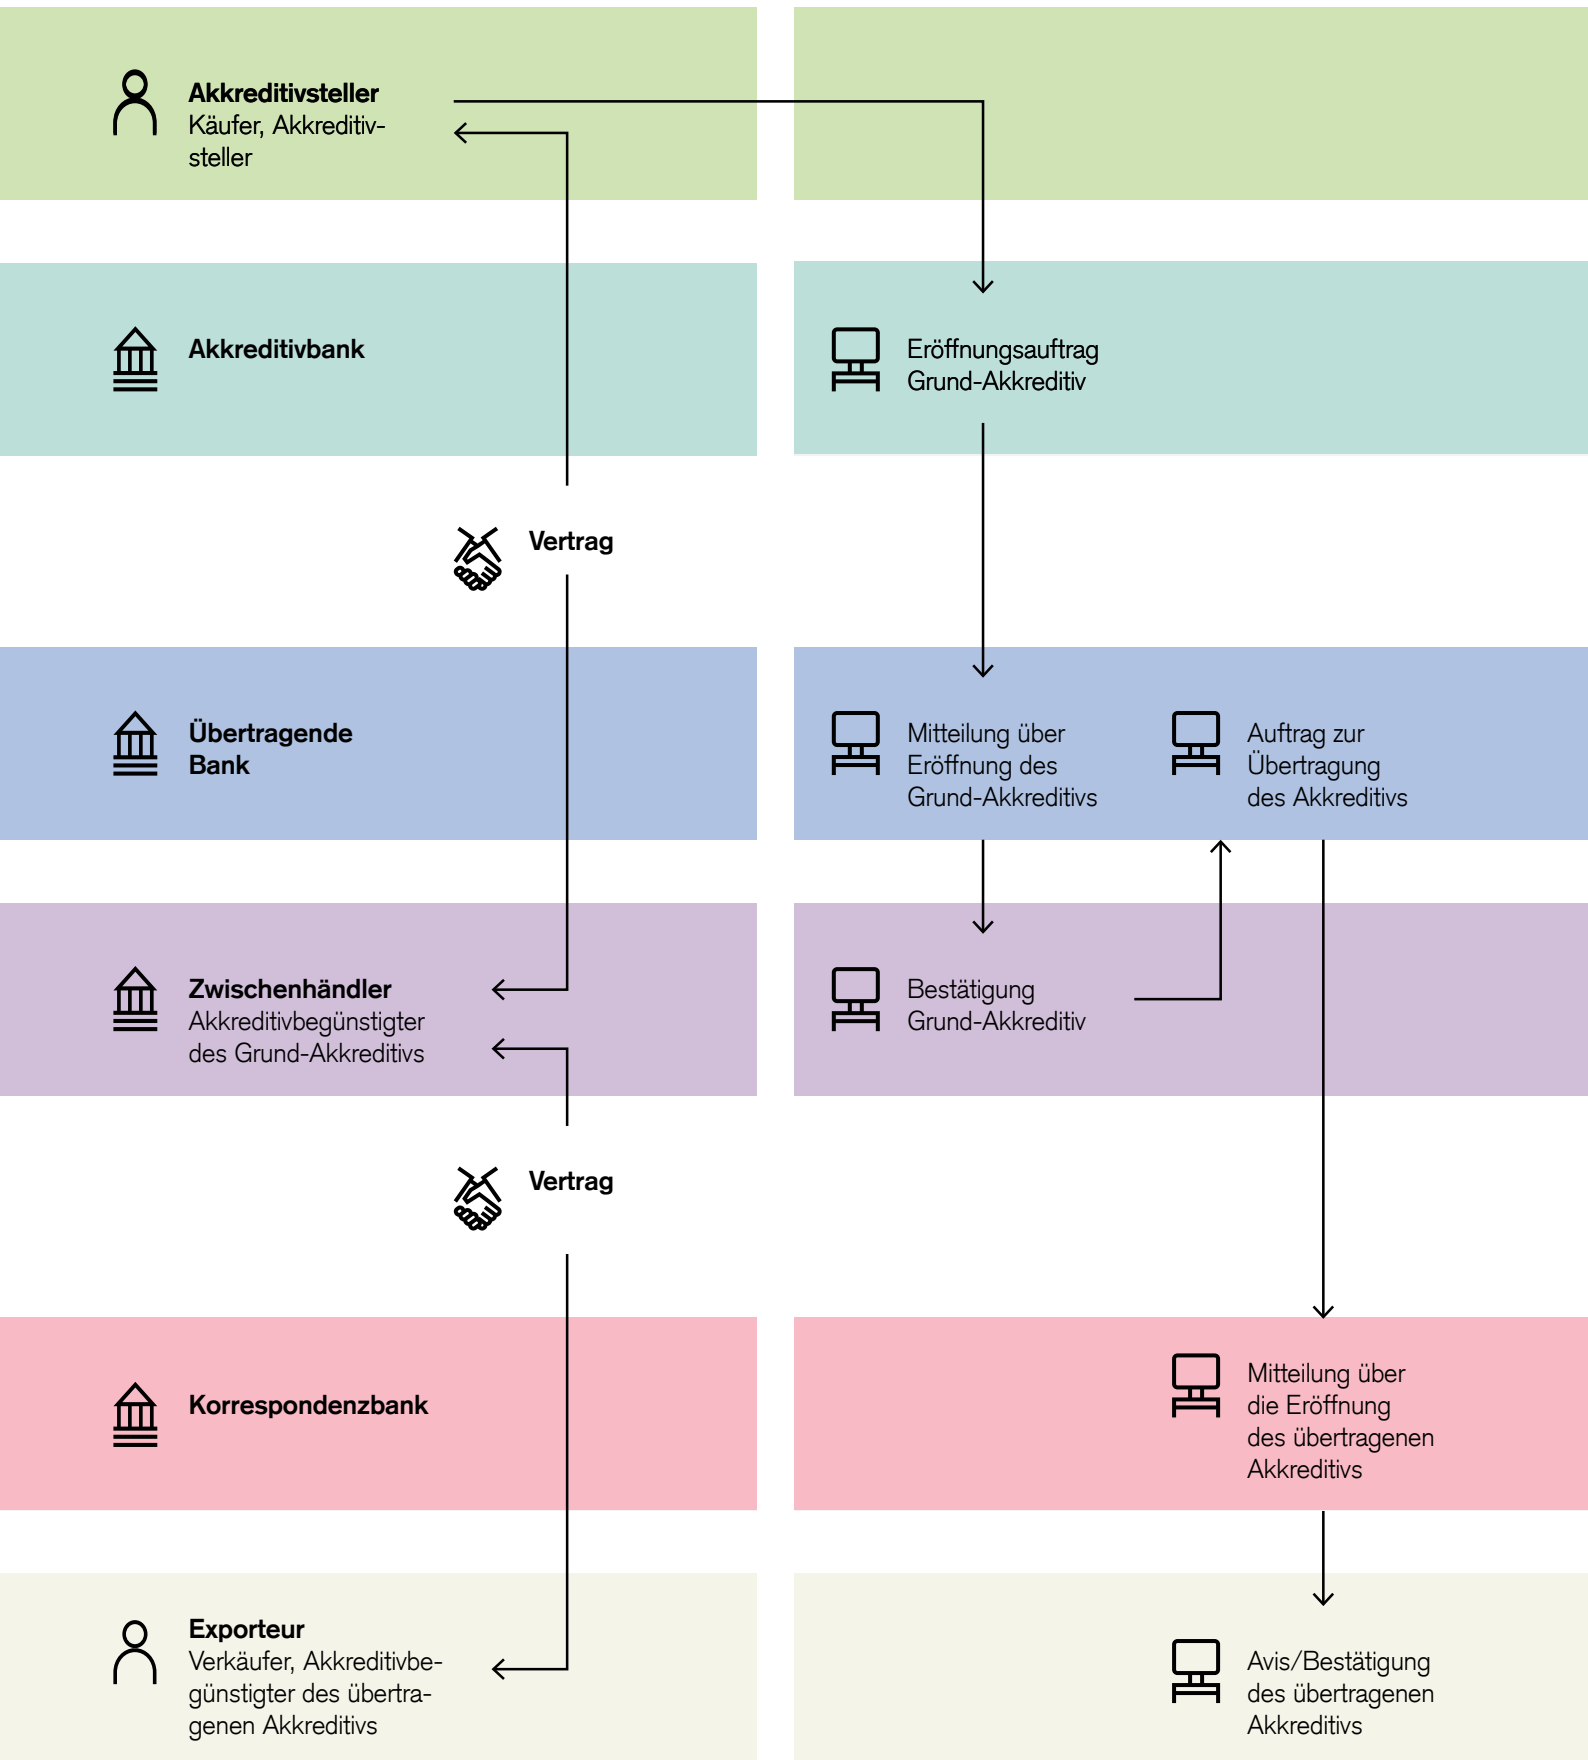 Akkreditivsteller
Käufer, Akkreditiv-
steller
Akkreditivbank
Eröffnungsauftrag
Grund-Akkreditiv
Vertrag
Übertragende
Bank
Mitteilung über
Eröffnung des
Grund-Akkreditivs
Auftrag zur
Übertragung
des Akkreditivs
Zwischenhändler
Akkreditivbegünstigter
des Grund-Akkreditivs
Bestätigung
Grund-Akkreditiv
Vertrag
Korrespondenzbank
Mitteilung über
die Eröffnung
des übertragenen
Akkreditivs
Exporteur
Verkäufer, Akkreditivbe-
günstigter des übertra-
genen Akkreditivs
Avis/Bestätigung
des übertragenen
Akkreditivs